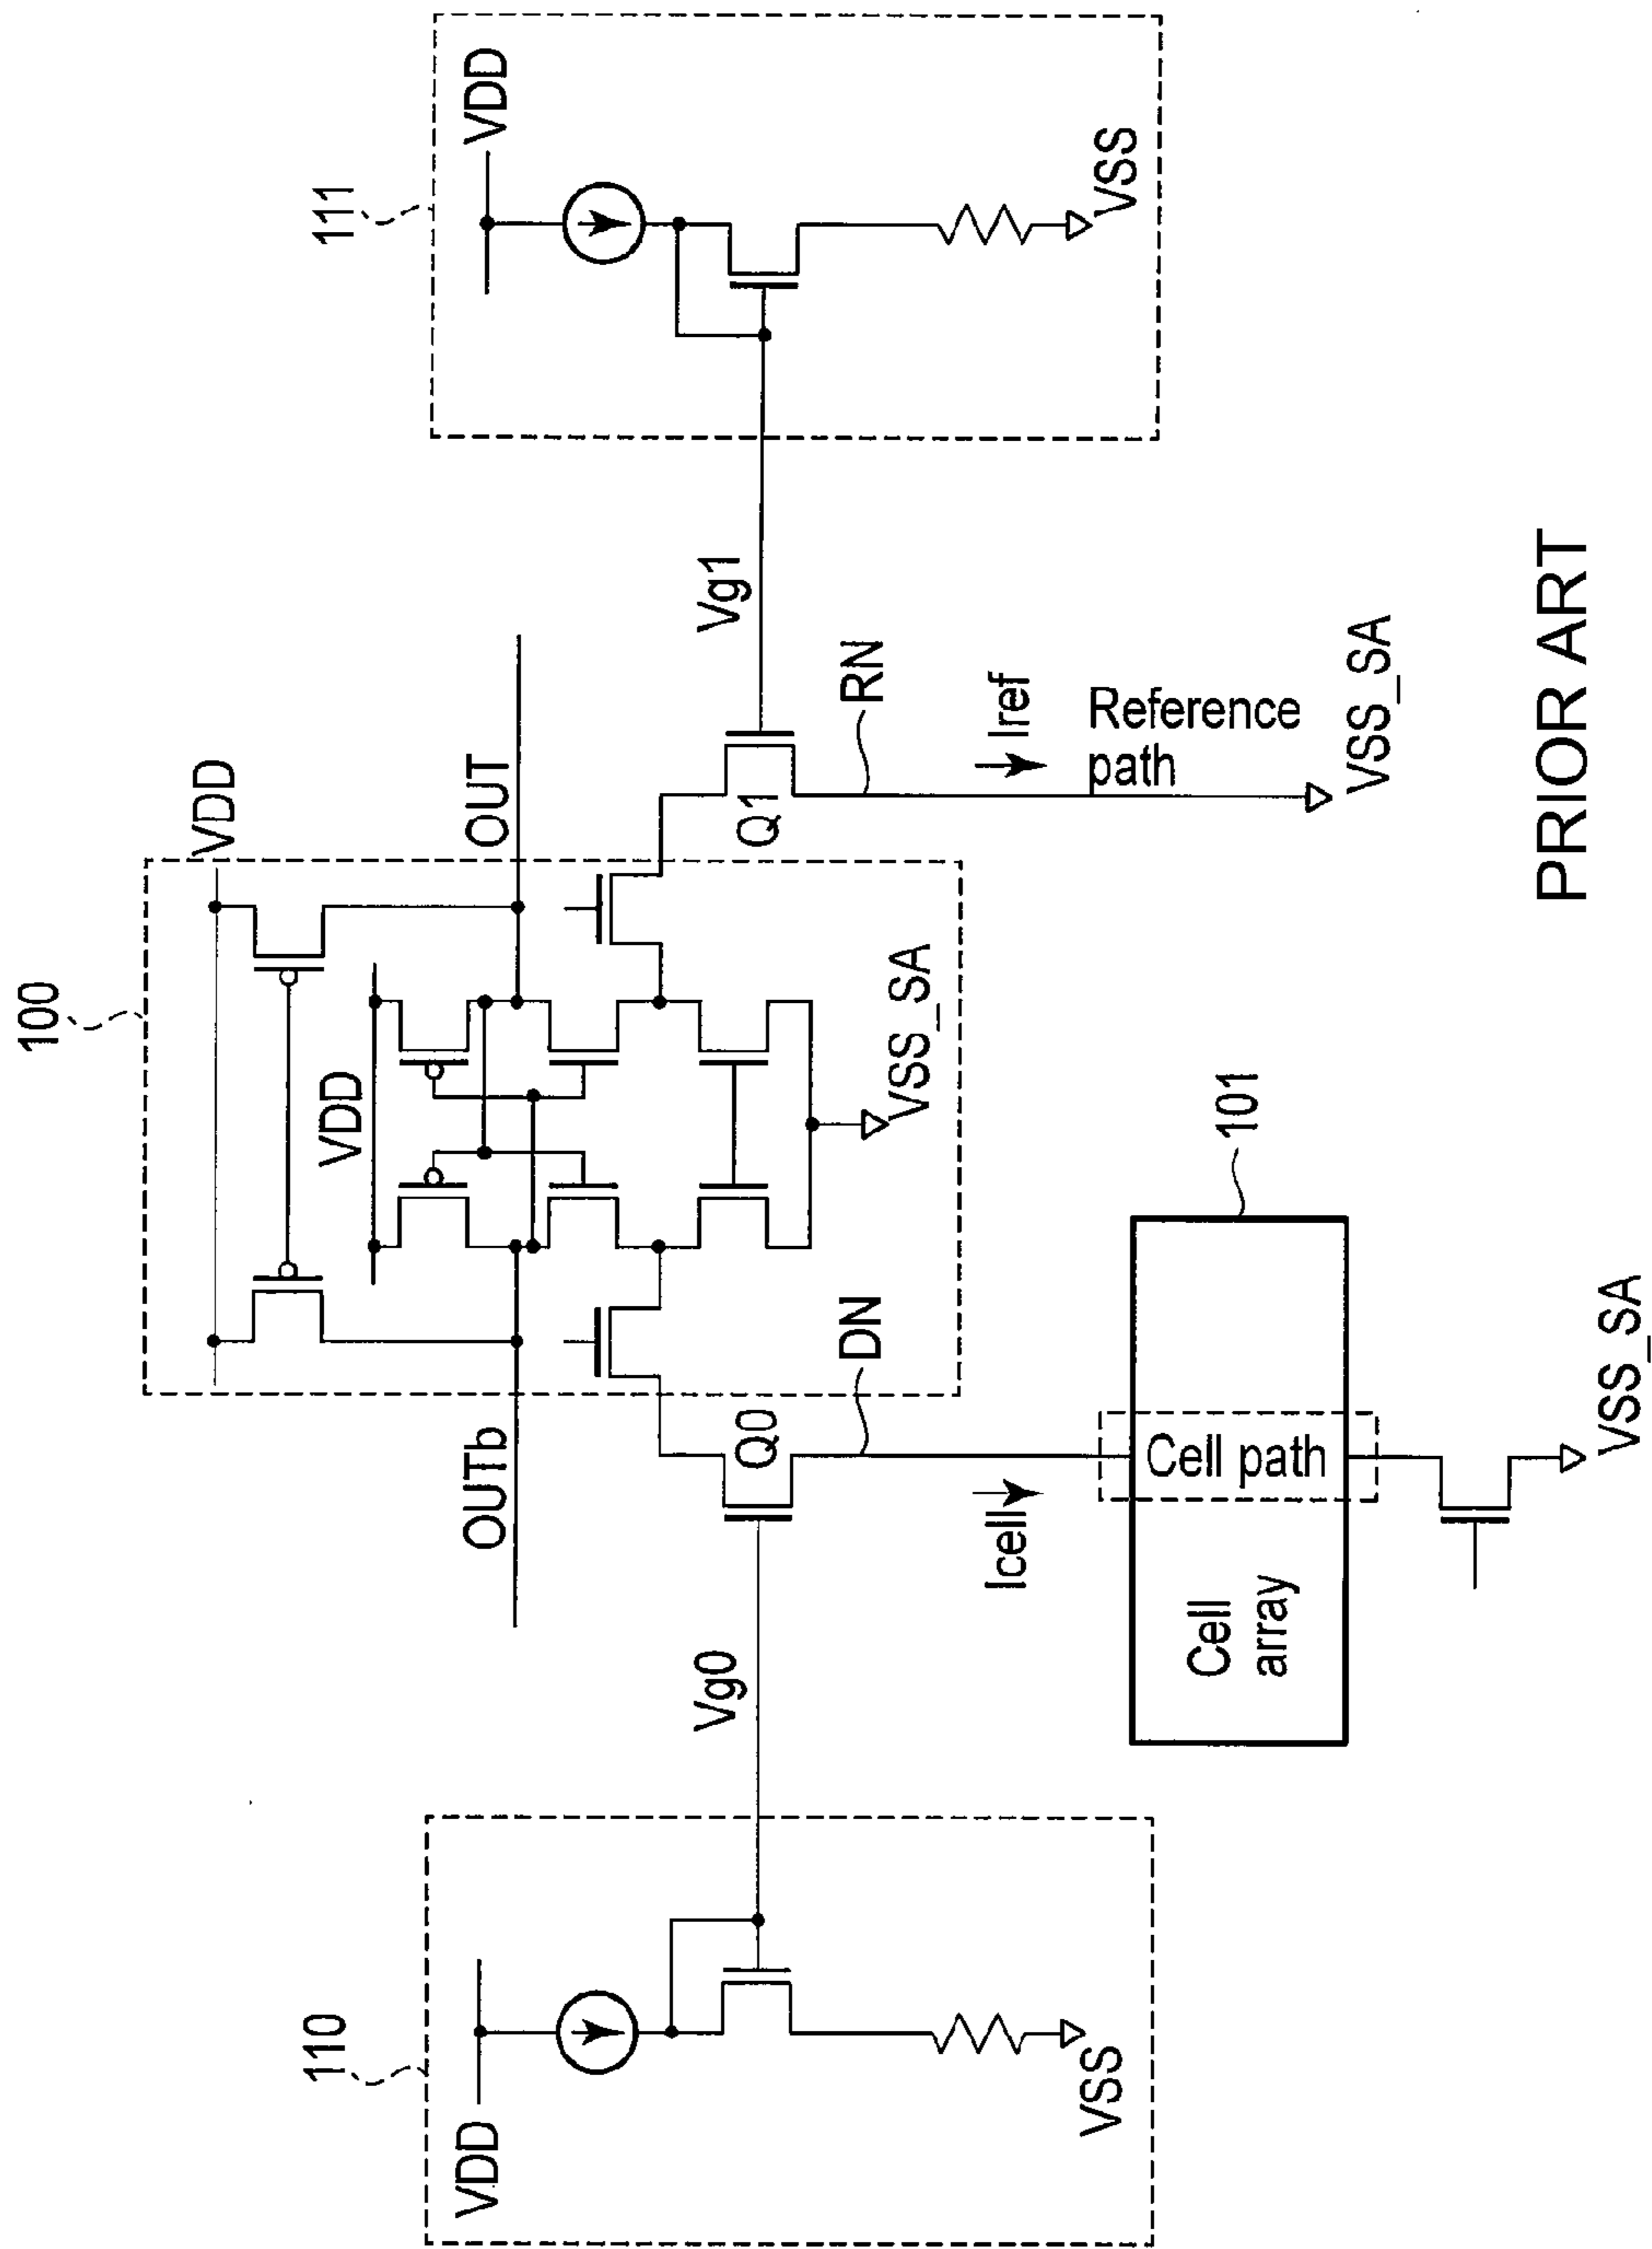 100
111
110
VDD
VDD
VDD
VDD
OUTb
OUT
VSS_SA
Vg0
Q0
Q1
Vg1
VSS
VSS
DN
RN
Icell
Iref
Reference
path
101
Cell
array
Cell path
VSS_SA
VSS_SA
PRIOR ART